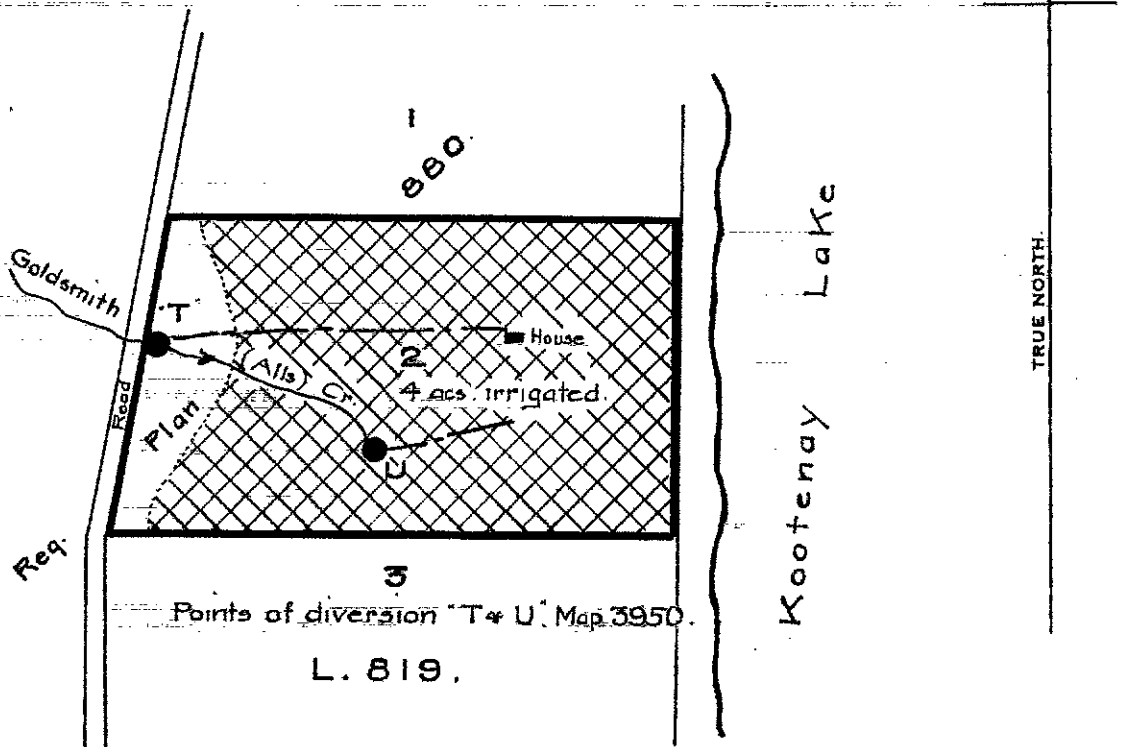 1
880.
Goldsmith
"T"
House
2
(Alls) Cr.
4 acs. irrigated.
Road
Plan
U
Reg.
3
Points of diversion "T & U". Map 3950.
L. 819.
Kootenay Lake
TRUE NORTH.